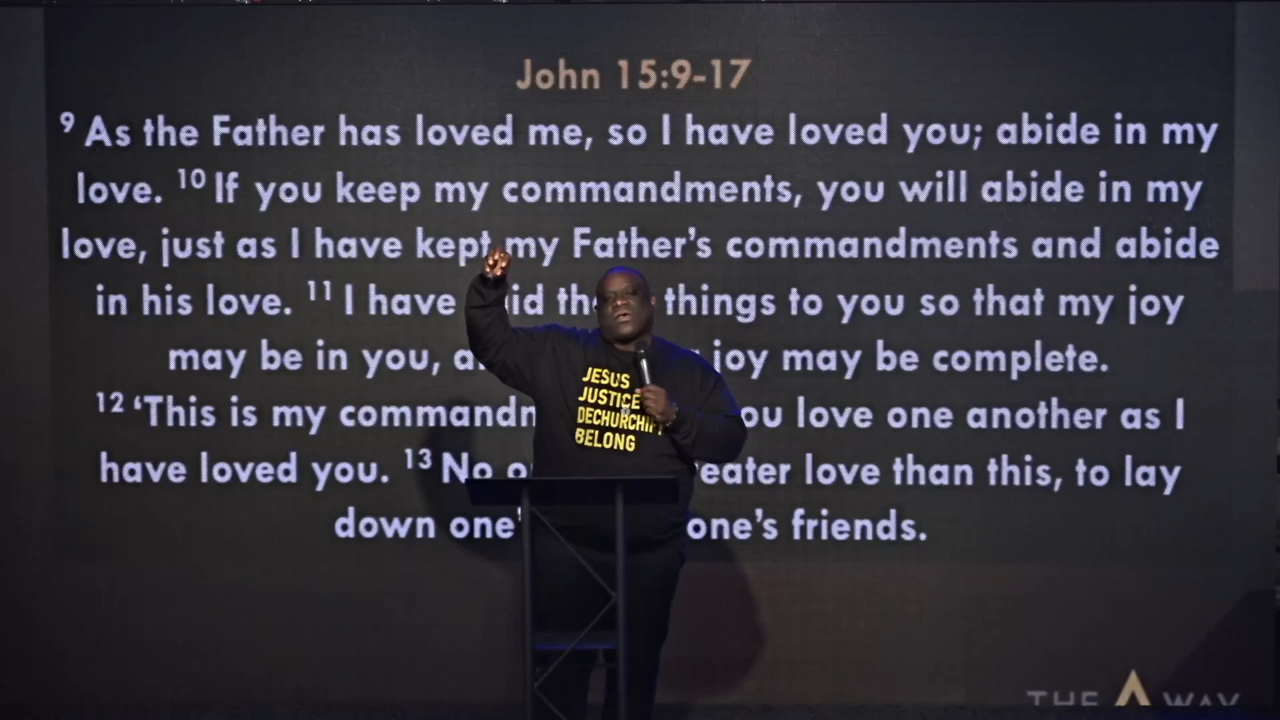 John 15:9-17
9 As the Father has loved me, so I have loved you; abide in my
love. 10 If you keep my commandments, you will abide in my
love, just as I have kept my Father's commandments and abide
in his love. 11 I have things to you so that my joy
may be in you, joy may be complete.
12 ‘This is my love one another as I
have loved you. 13 No love than this, to lay
down one's friends.
JESUS
JUSTICE
BELONG
THE WAY